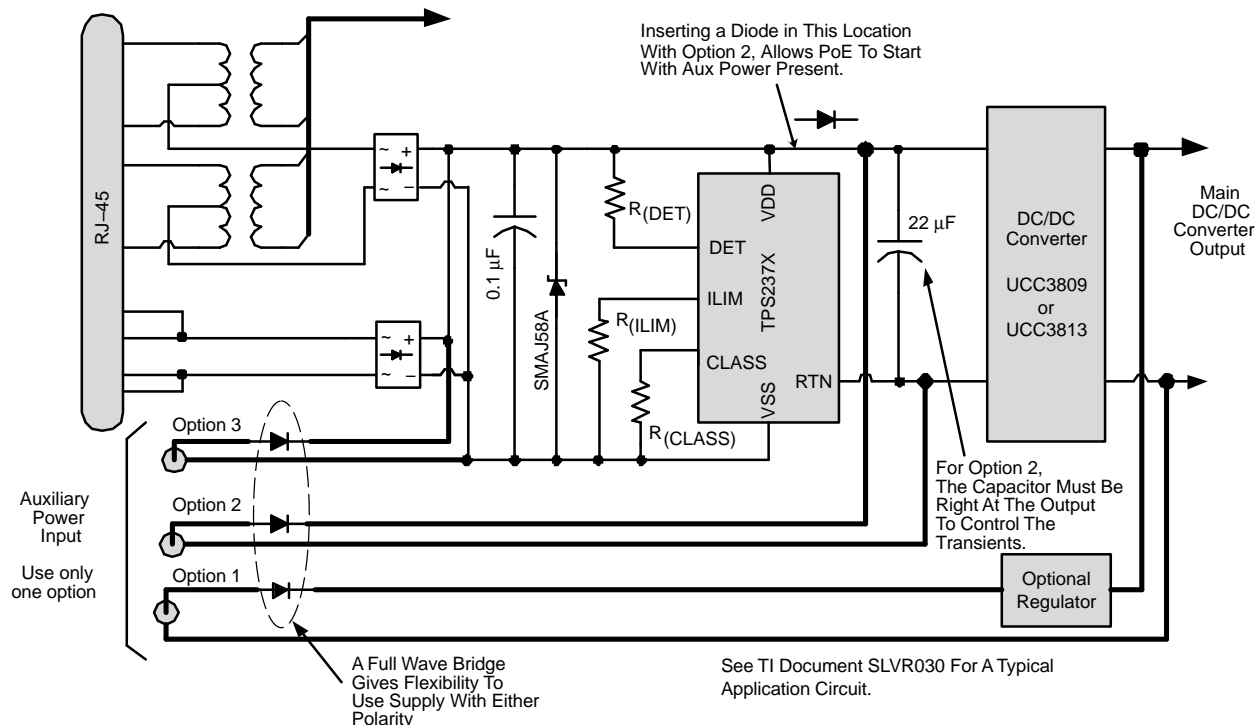 Inserting a Diode in This Location
With Option 2, Allows PoE To Start
With Aux Power Present.
RJ–45
~ +
~ –
0.1 μF
SMAJ58A
R(DET)
VDD
DET
ILIM
TPS237X
R(ILIM)
CLASS
RTN
VSS
R(CLASS)
22 μF
DC/DC
Converter
UCC3809
or
UCC3813
Main
DC/DC
Converter
Output
~ +
~ –
Option 3
Auxiliary
Power
Input
Use only
one option
Option 2
Option 1
For Option 2,
The Capacitor Must Be
Right At The Output
To Control The
Transients.
Optional
Regulator
A Full Wave Bridge
Gives Flexibility To
Use Supply With Either
Polarity
See TI Document SLVR030 For A Typical
Application Circuit.